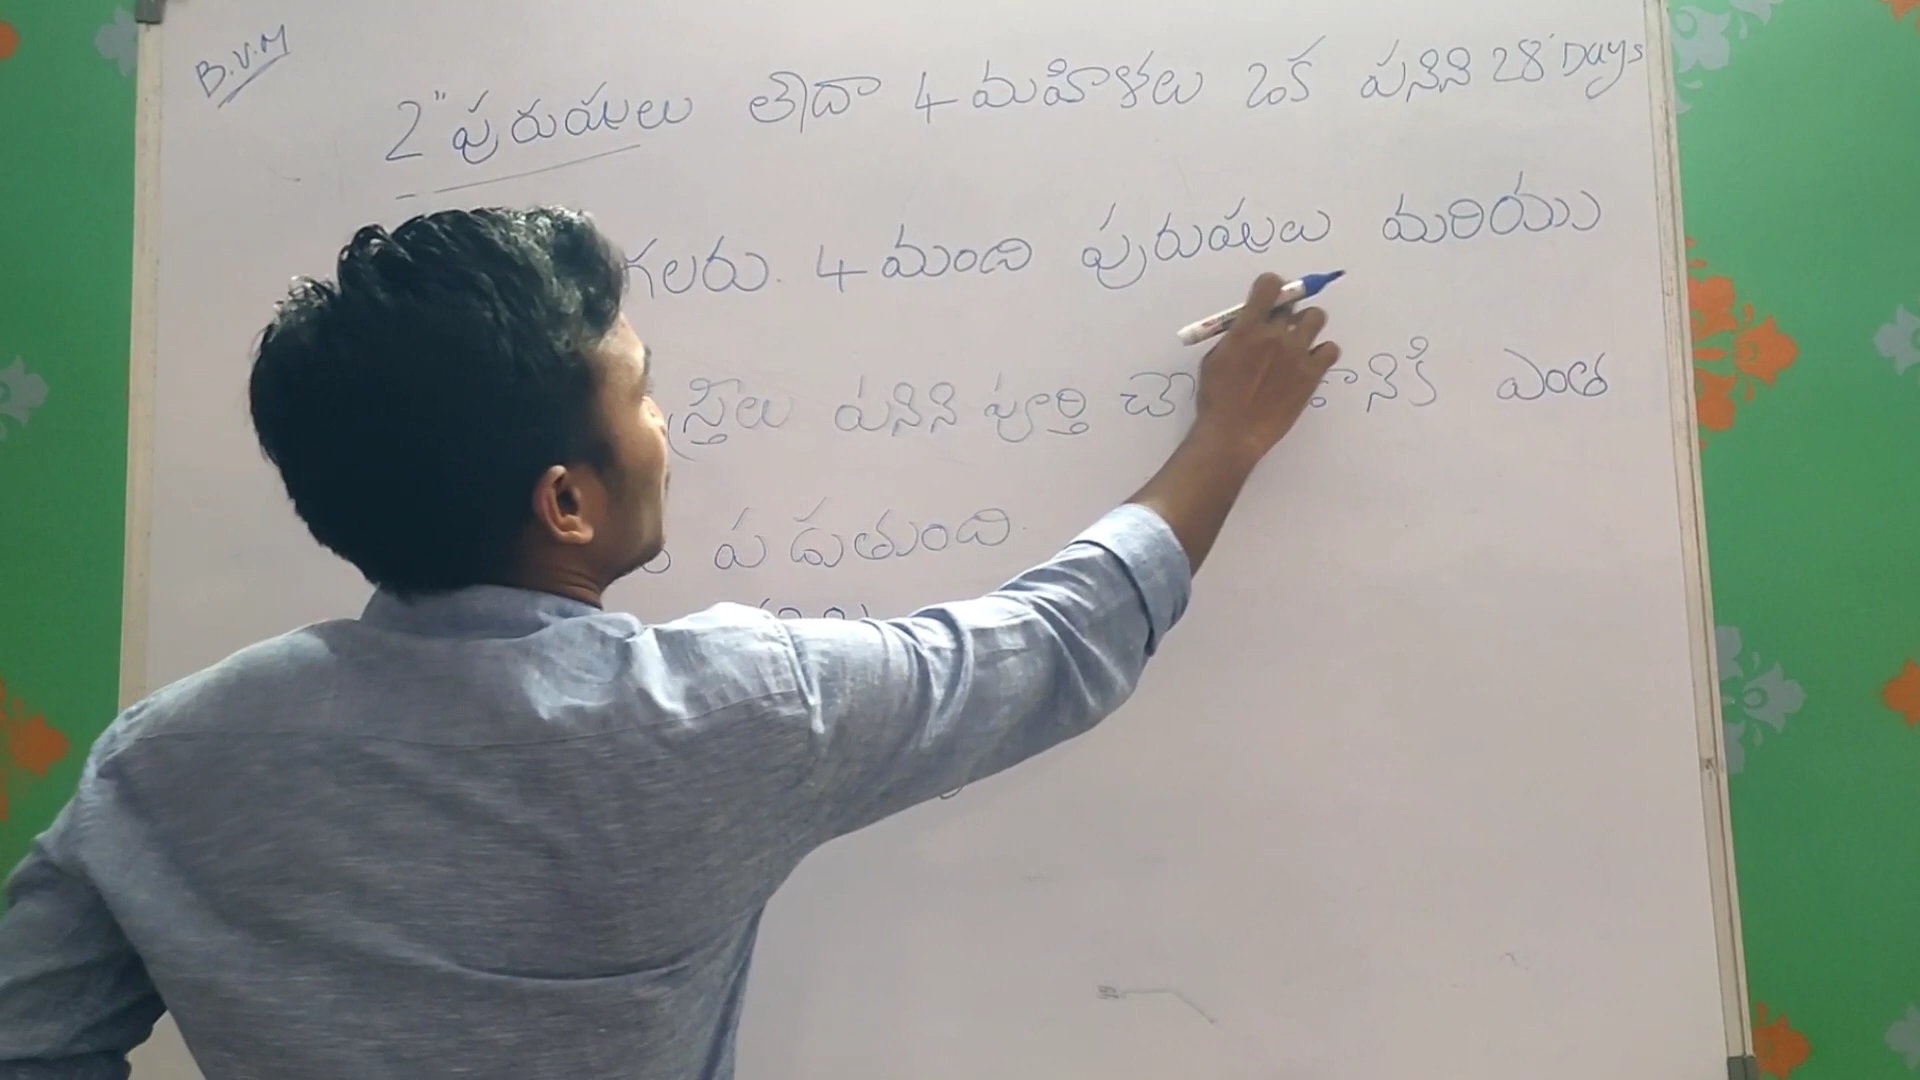 B.V.M
2" పురుషులు లేదా 4 మహిళలు ఒక పనిని 28 Days
గలరు. 4 మంది పురుషులు మరియు
స్త్రీలు పనిని పూర్తి ఎంత
పడుతుంది.